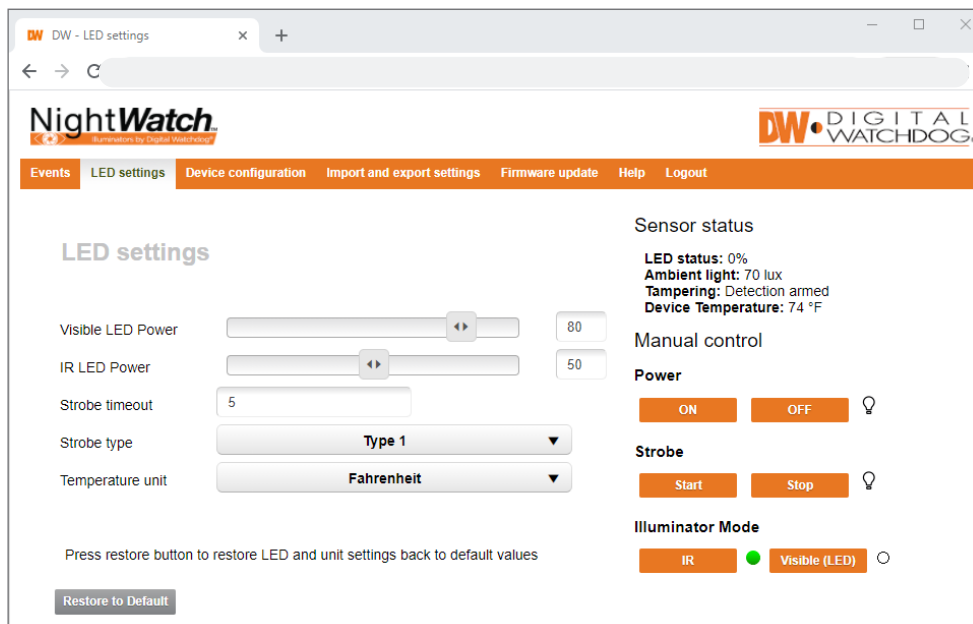 DW DW - LED settings
NightWatch™
Illuminators by Digital Watchdog®
DW DIGITAL
WATCHDOG®
Events LED settings Device configuration Import and export settings Firmware update Help Logout
LED settings
Visible LED Power 80
IR LED Power 50
Strobe timeout 5
Strobe type Type 1
Temperature unit Fahrenheit
Press restore button to restore LED and unit settings back to default values
Restore to Default
Sensor status
LED status: 0%
Ambient light: 70 lux
Tampering: Detection armed
Device Temperature: 74 °F
Manual control
Power
ON OFF
Strobe
Start Stop
Illuminator Mode
IR Visible (LED)